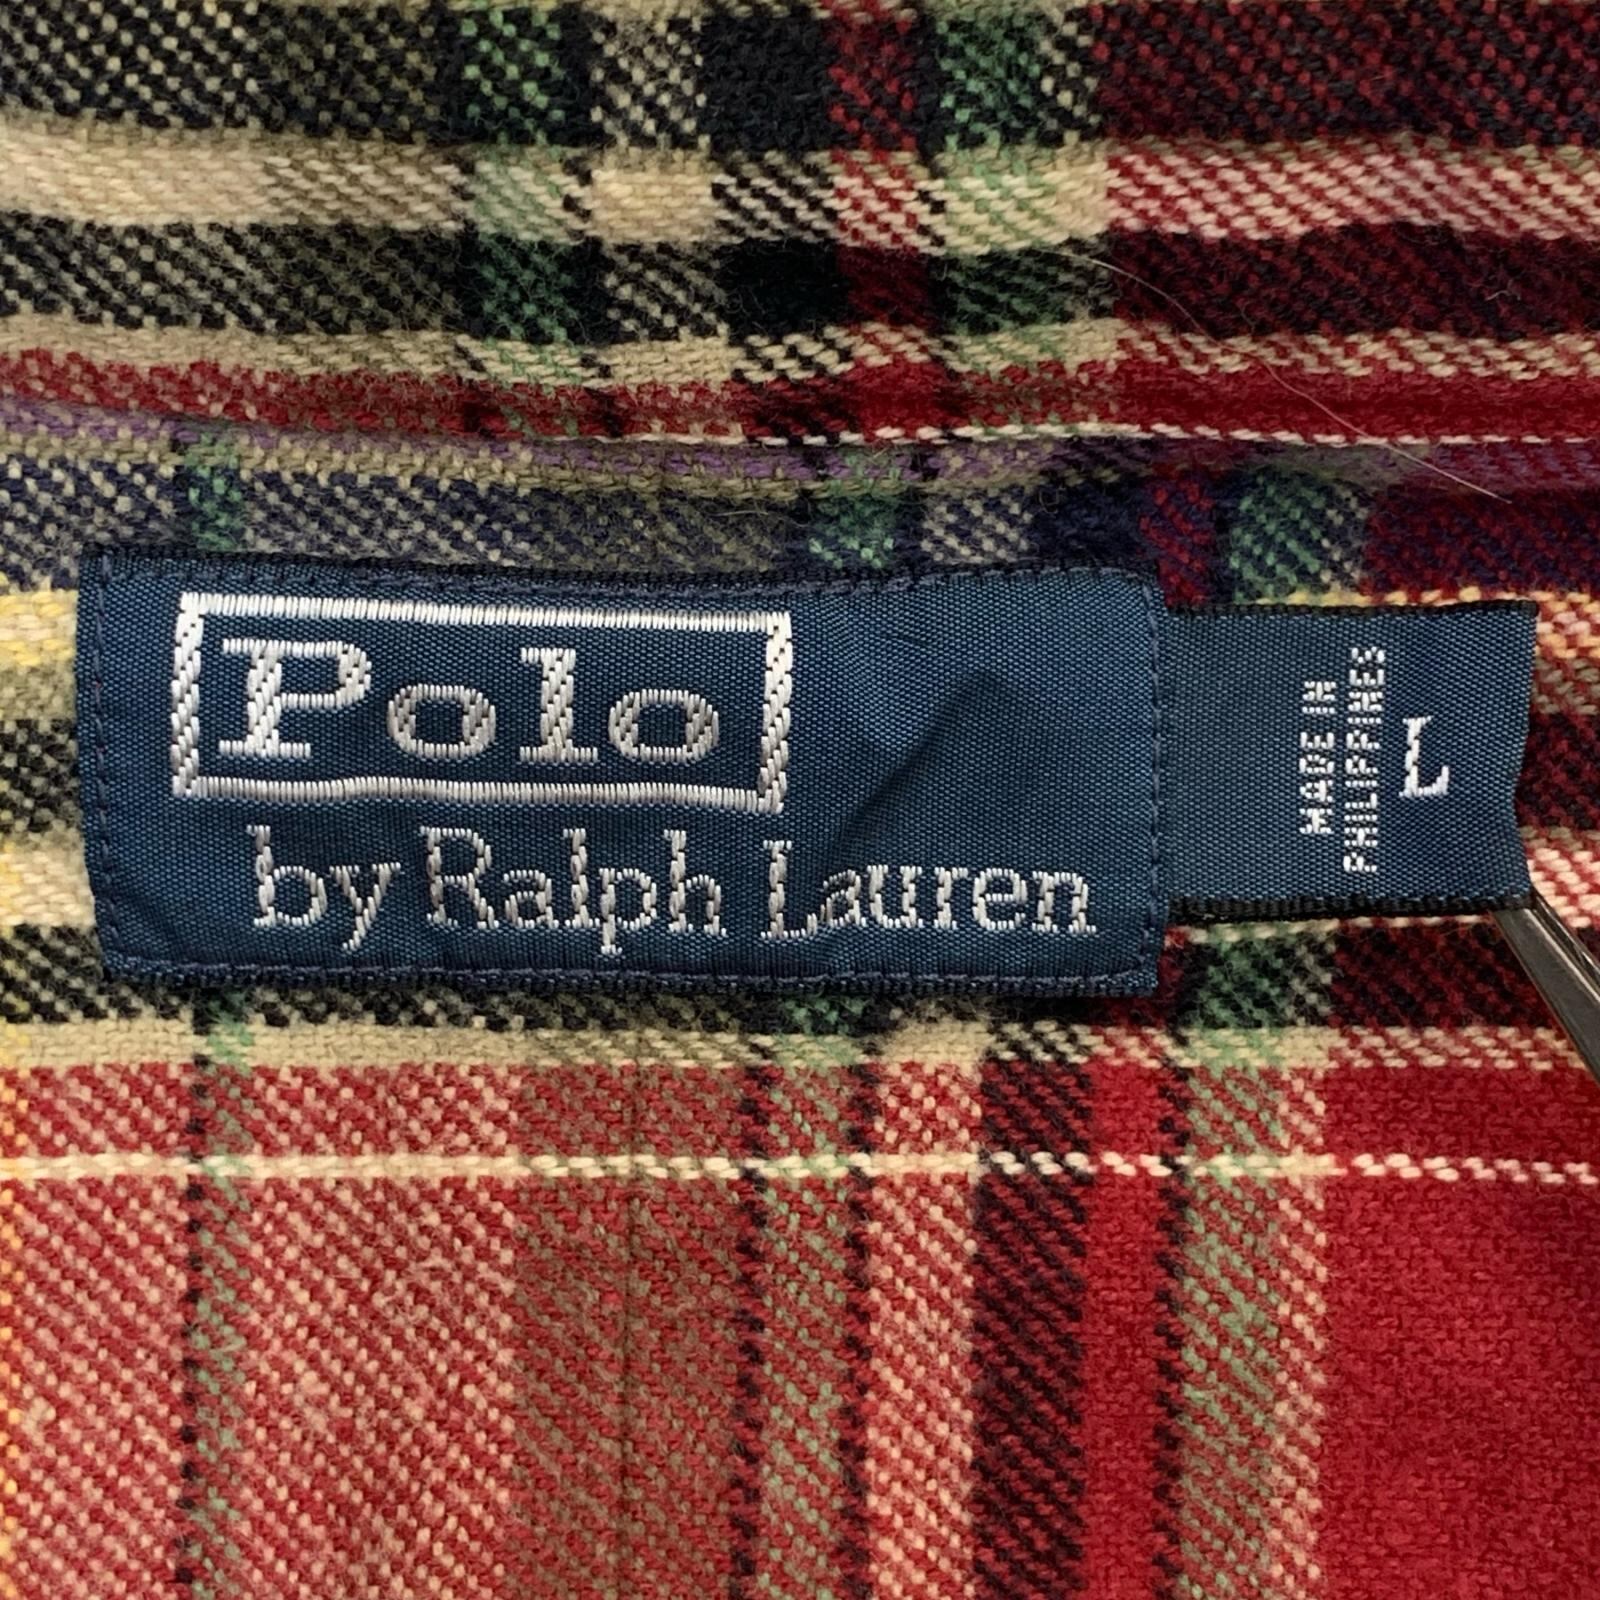 Polo
by Ralph Lauren
MADE IN
PHILIPPINES
L